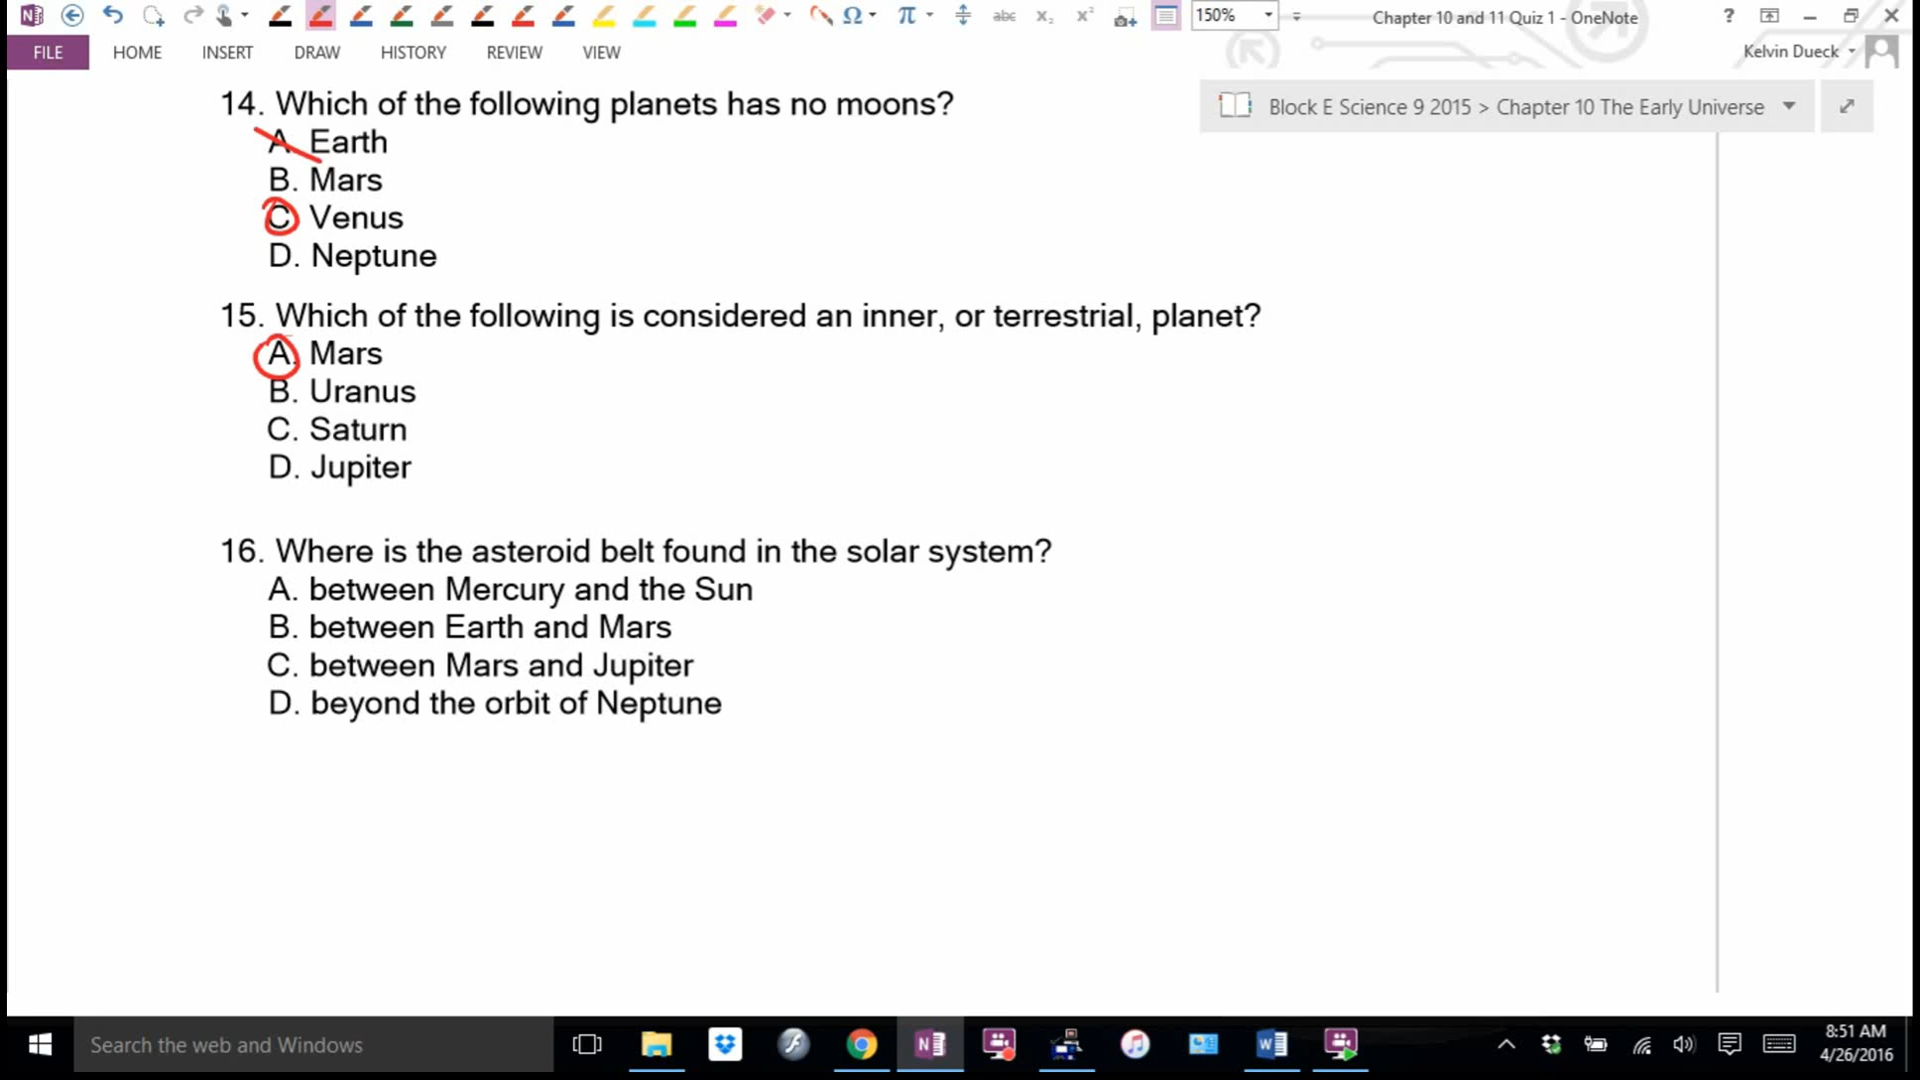 150%
Chapter 10 and 11 Quiz 1 - OneNote
?
FILE HOME INSERT DRAW HISTORY REVIEW VIEW
Kelvin Dueck
Block E Science 9 2015 > Chapter 10 The Early Universe
14. Which of the following planets has no moons?
A. Earth
B. Mars
C. Venus
D. Neptune
15. Which of the following is considered an inner, or terrestrial, planet?
A. Mars
B. Uranus
C. Saturn
D. Jupiter
16. Where is the asteroid belt found in the solar system?
A. between Mercury and the Sun
B. between Earth and Mars
C. between Mars and Jupiter
D. beyond the orbit of Neptune
Search the web and Windows
8:51 AM
4/26/2016